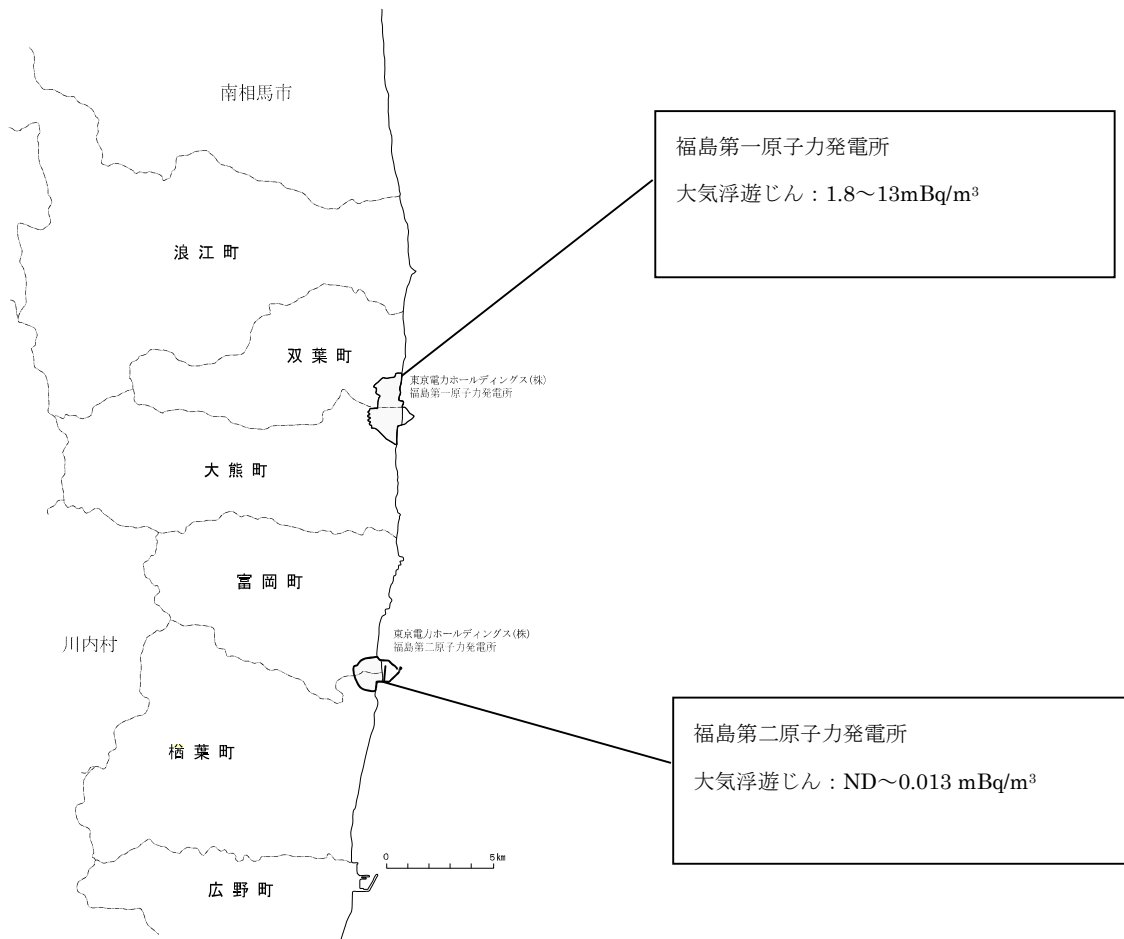 南相馬市
福島第一原子力発電所
大気浮遊じん：1.8～13mBq/m³
浪江町
双葉町
東京電力ホールディングス(株)
福島第一原子力発電所
大熊町
富岡町
東京電力ホールディングス(株)
福島第二原子力発電所
川内村
福島第二原子力発電所
大気浮遊じん：ND～0.013 mBq/m³
楢葉町
0 5km
広野町